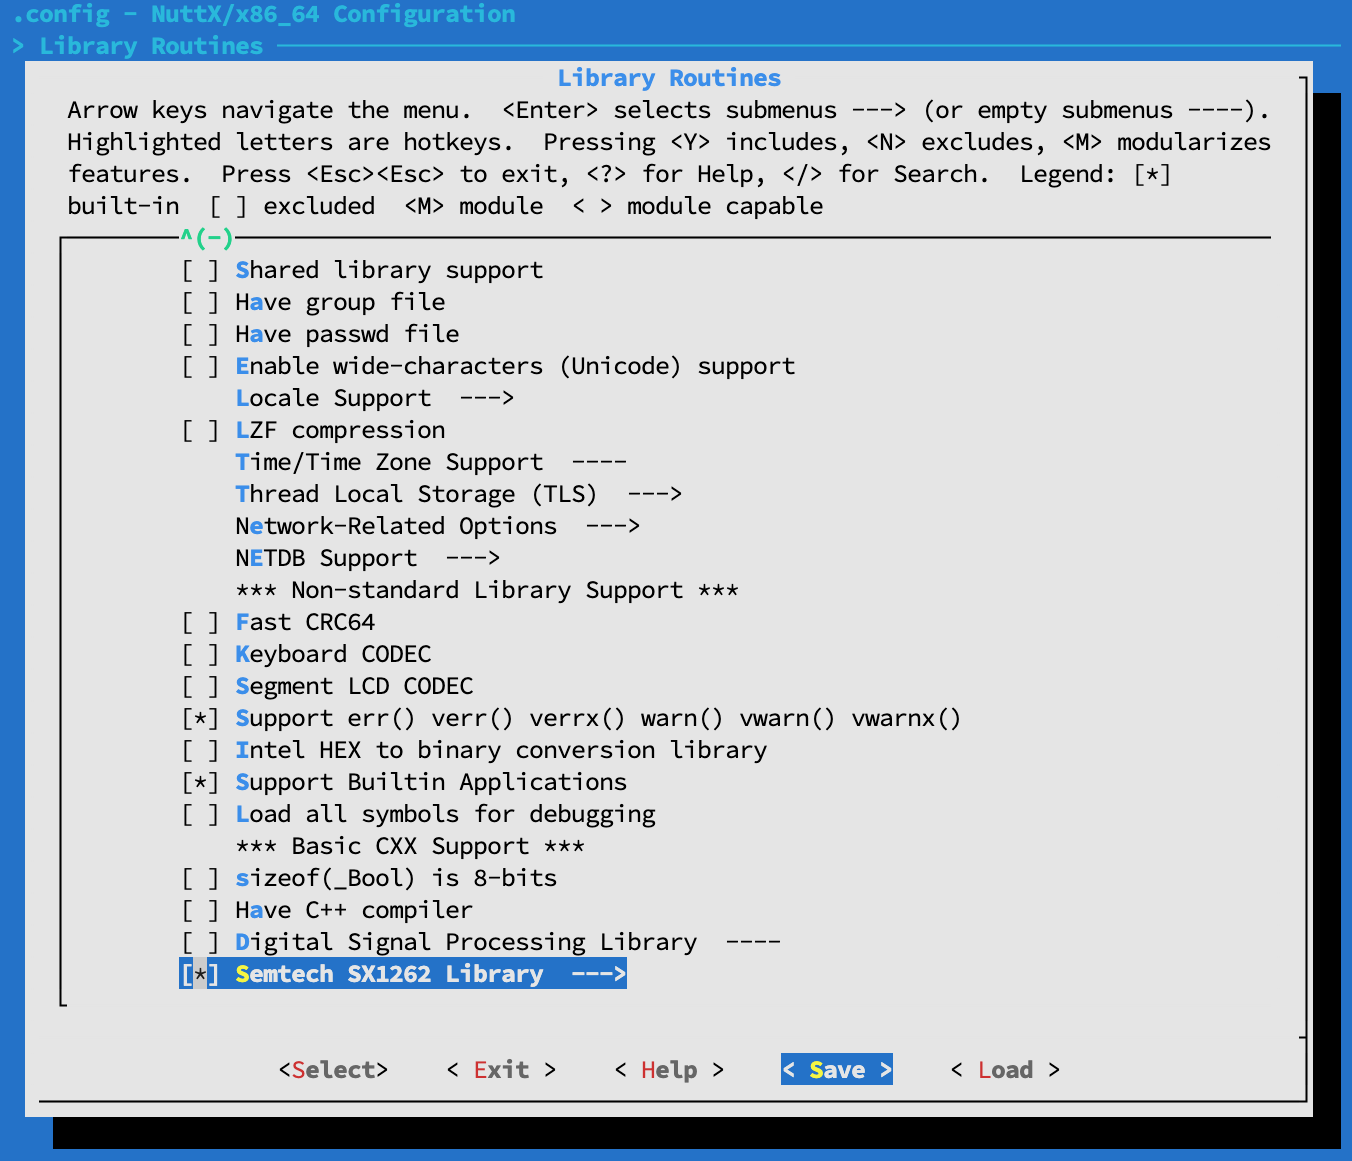 .config - NuttX/x86_64 Configuration
> Library Routines
Library Routines
Arrow keys navigate the menu.  <Enter> selects submenus ---> (or empty submenus ----).
Highlighted letters are hotkeys.  Pressing <Y> includes, <N> excludes, <M> modularizes
features.  Press <Esc><Esc> to exit, <?> for Help, </> for Search.  Legend: [*]
built-in  [ ] excluded  <M> module  < > module capable
^(-)
[ ] Shared library support
[ ] Have group file
[ ] Have passwd file
[ ] Enable wide-characters (Unicode) support
Locale Support  --->
[ ] LZF compression
Time/Time Zone Support  ----
Thread Local Storage (TLS)  --->
Network-Related Options  --->
NETDB Support  --->
*** Non-standard Library Support ***
[ ] Fast CRC64
[ ] Keyboard CODEC
[ ] Segment LCD CODEC
[*] Support err() verr() verrx() warn() vwarn() vwarnx()
[ ] Intel HEX to binary conversion library
[*] Support Builtin Applications
[ ] Load all symbols for debugging
*** Basic CXX Support ***
[ ] sizeof(_Bool) is 8-bits
[ ] Have C++ compiler
[ ] Digital Signal Processing Library  ----
[*] Semtech SX1262 Library  --->
<Select>    < Exit >    < Help >    < Save >    < Load >